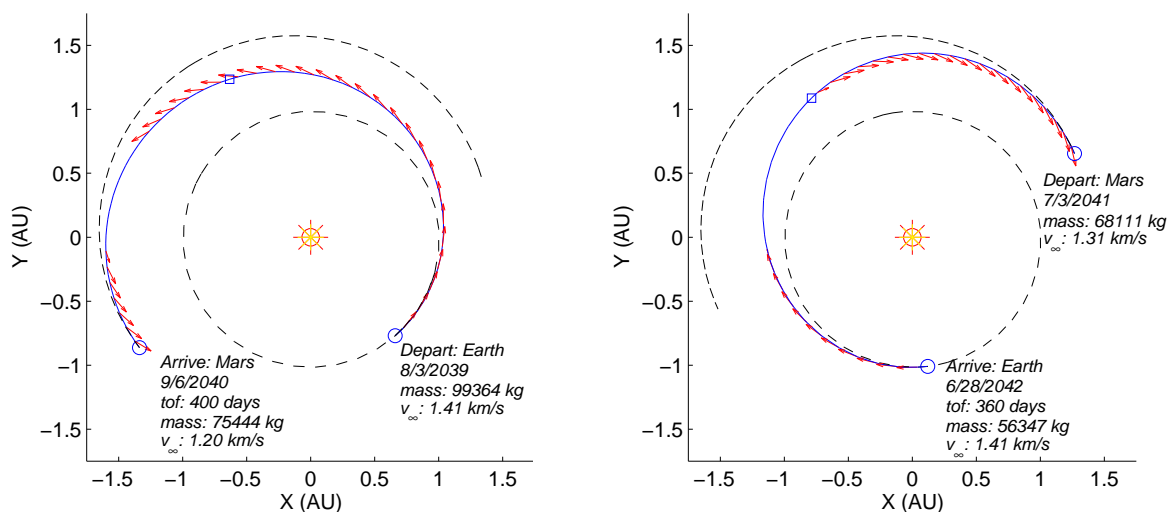 1.5
1
0.5
0
−0.5
−1
−1.5
Y (AU)
−1.5 −1 −0.5 0 0.5 1 1.5
X (AU)
Arrive: Mars
9/6/2040
tof: 400 days
mass: 75444 kg
v∞: 1.20 km/s
Depart: Earth
8/3/2039
mass: 99364 kg
v∞: 1.41 km/s
1.5
1
0.5
0
−0.5
−1
−1.5
Y (AU)
−1.5 −1 −0.5 0 0.5 1 1.5
X (AU)
Depart: Mars
7/3/2041
mass: 68111 kg
v∞: 1.31 km/s
Arrive: Earth
6/28/2042
tof: 360 days
mass: 56347 kg
v∞: 1.41 km/s